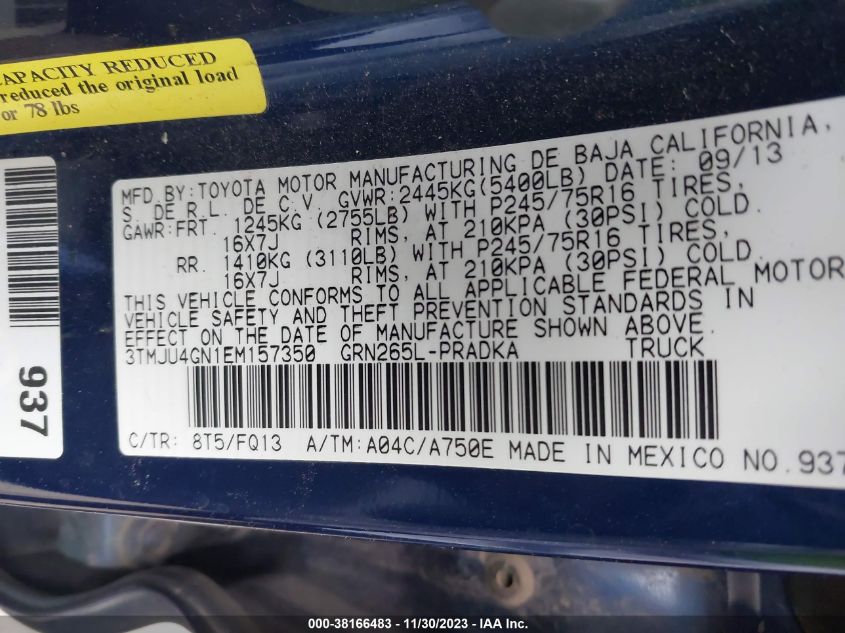 CAPACITY REDUCED
reduced the original load
or 78 lbs
937
MFD.BY:TOYOTA MOTOR MANUFACTURING DE BAJA CALIFORNIA,
S. DE R.L. DE C.V. GVWR:2445KG(5400LB) DATE: 09/13
GAWR:FRT. 1245KG (2755LB) WITH P245/75R16 TIRES,
16X7J RIMS, AT 210KPA (30PSI) COLD.
RR. 1410KG (3110LB) WITH P245/75R16 TIRES,
16X7J RIMS, AT 210KPA (30PSI) COLD.
THIS VEHICLE CONFORMS TO ALL APPLICABLE FEDERAL MOTOR
VEHICLE SAFETY AND THEFT PREVENTION STANDARDS IN
EFFECT ON THE DATE OF MANUFACTURE SHOWN ABOVE.
3TMJU4GN1EM157350 GRN265L-PRADKA TRUCK
C/TR: 8T5/FQ13 A/TM:A04C/A750E MADE IN MEXICO NO.937
000-38166483 - 11/30/2023 - IAA Inc.